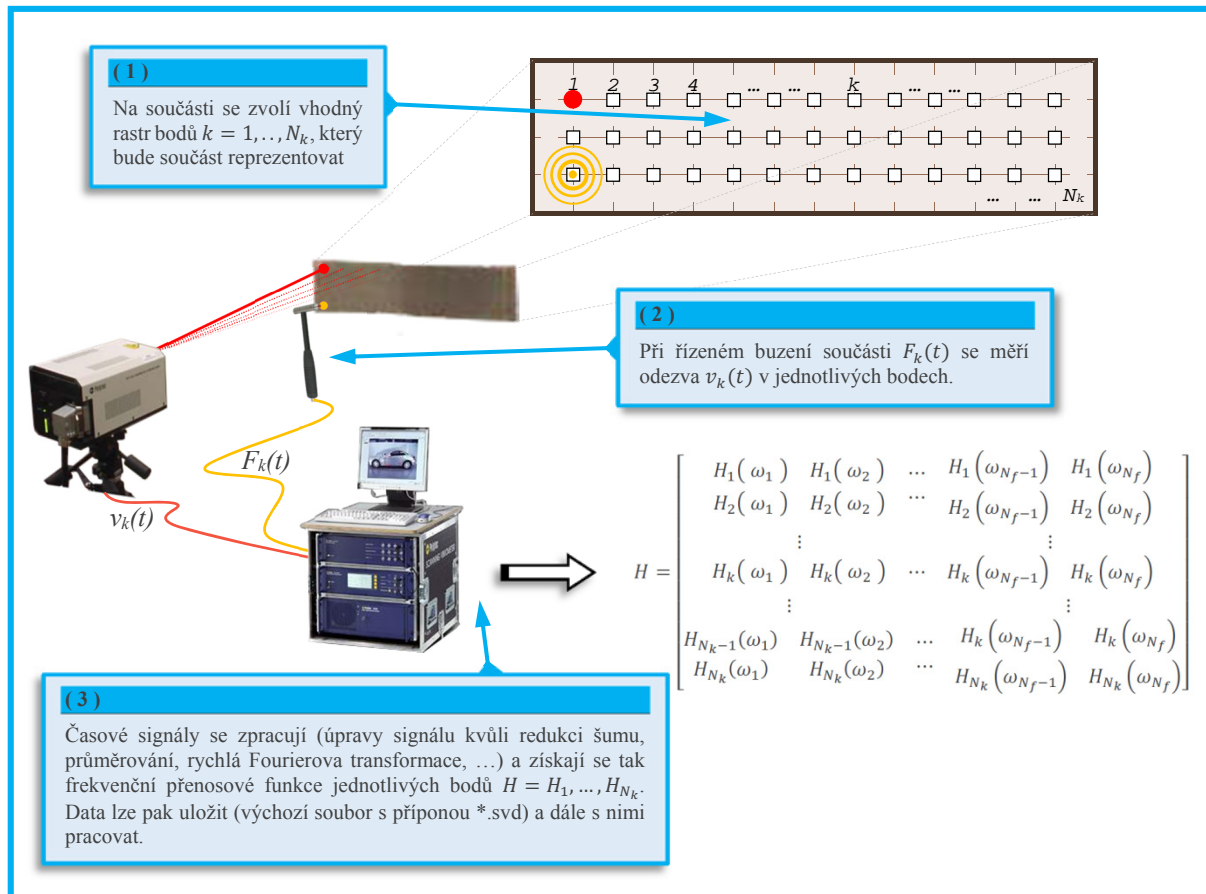 ( 1 )
Na součásti se zvolí vhodný
rastr bodů k = 1,..,N_k, který
bude součást reprezentovat
1 2 3 4 ... ... k ... ...
... ... N_k
( 2 )
Při řízeném buzení součásti F_k(t) se měří
odezva v_k(t) v jednotlivých bodech.
F_k(t)
v_k(t)
H =
H_1(ω_1) H_1(ω_2) ... H_1(ω_{N_f−1}) H_1(ω_{N_f})
H_2(ω_1) H_2(ω_2) ... H_2(ω_{N_f−1}) H_2(ω_{N_f})
⋮ ⋮
H_k(ω_1) H_k(ω_2) ... H_k(ω_{N_f−1}) H_k(ω_{N_f})
⋮ ⋮
H_{N_k−1}(ω_1) H_{N_k−1}(ω_2) ... H_k(ω_{N_f−1}) H_k(ω_{N_f})
H_{N_k}(ω_1) H_{N_k}(ω_2) ... H_{N_k}(ω_{N_f−1}) H_{N_k}(ω_{N_f})
( 3 )
Časové signály se zpracují (úpravy signálu kvůli redukci šumu,
průměrování, rychlá Fourierova transformace, …) a získají se tak
frekvenční přenosové funkce jednotlivých bodů H = H_1, …, H_{N_k}.
Data lze pak uložit (výchozí soubor s příponou *.svd) a dále s nimi
pracovat.